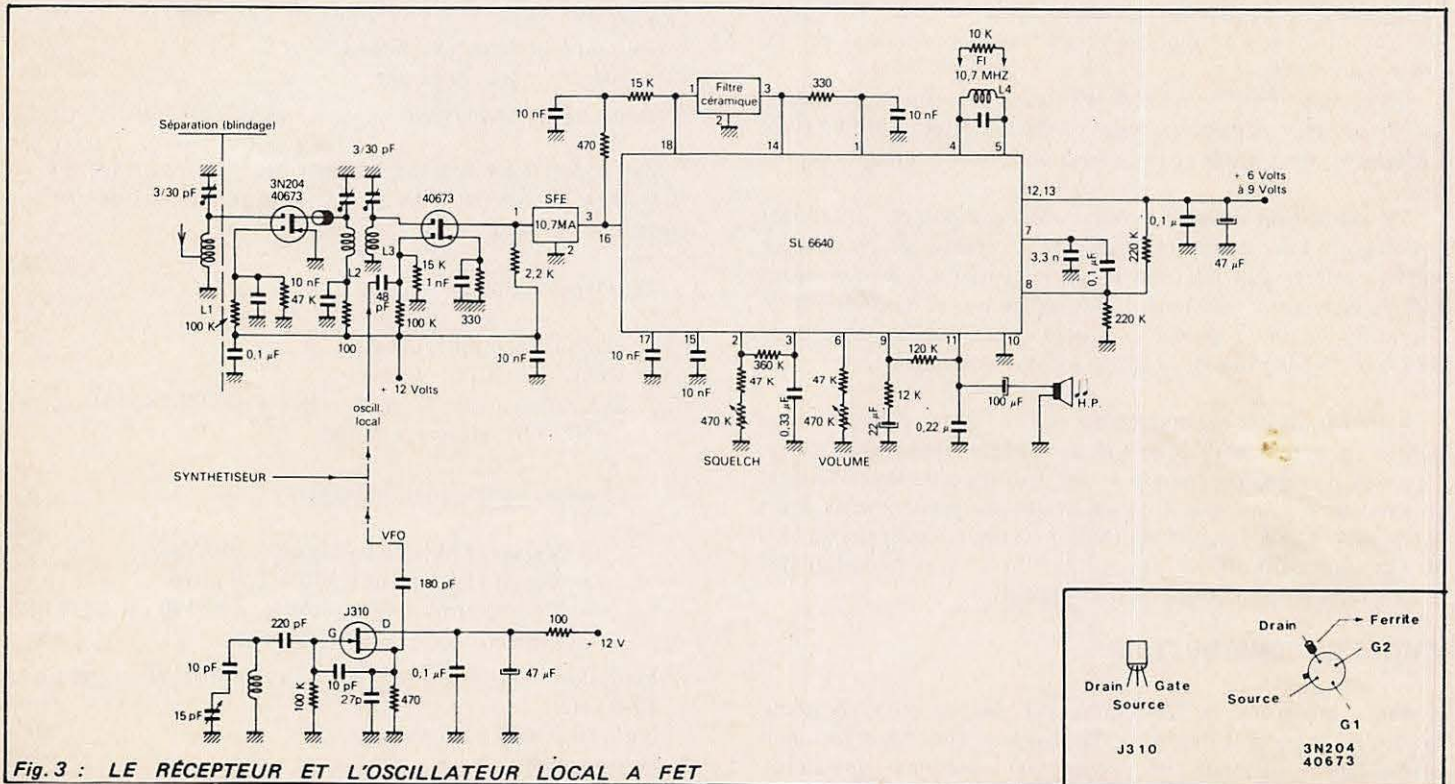 10 K
FI
10,7 MHZ
L4
15 K
1
Filtre
céramique
3
330
2
10 nF
10 nF
470
18
14
1
4
5
Séparation (blindage)
3/30 pF
3/30 pF
3N204
40673
40673
SFE
1
10,7MA
3
2
16
SL 6640
12,13
+ 6 Volts
à 9 Volts
0,1 µ
47 µF
220 K
7
3,3 n
0,1 µF
8
220 K
L1
100 K
10 nF
47 K
L2
L3
48
pF
15 K
1 nF
330
2,2 K
100 K
100
0,1 µF
10 nF
+ 12 Volts
17
15
2
3
6
9
11
10
10 nF
10 nF
360K
47 K
470 K
0,33 µF
47 K
470 K
120 K
12 K
22 µF
0,22 µ
100 µF
H.P.
SQUELCH
VOLUME
oscill.
local
SYNTHETISEUR
VFO
180 pF
J310
G
D
220 pF
10 pF
15 pF
100 K
10 pF
27p
470
0,1 µF
47 µF
100
+ 12 V
Drain
Gate
Source
J310
Drain
Ferrite
G2
Source
G1
3N204
40673
Fig. 3 : LE RÉCEPTEUR ET L'OSCILLATEUR LOCAL A FET